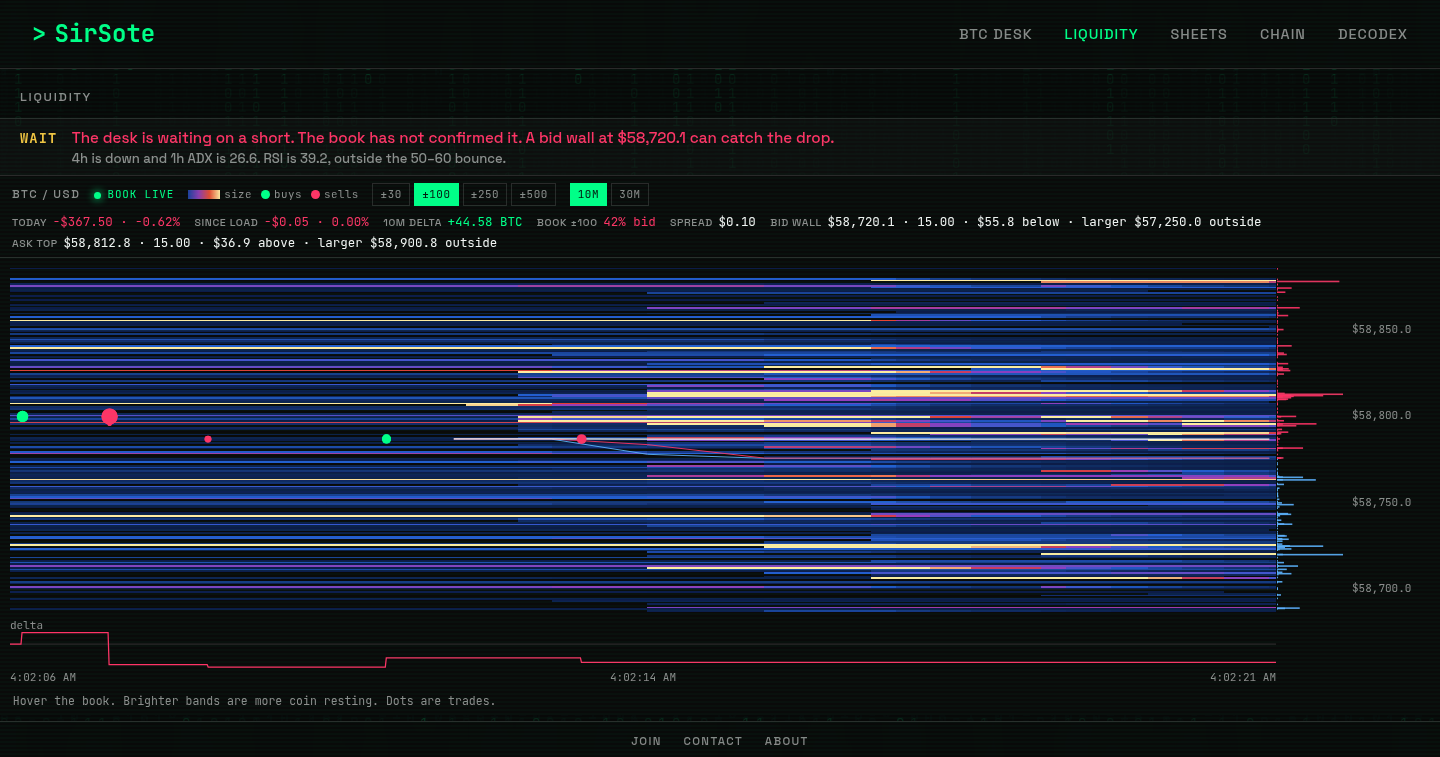 > SirSote
BTC DESK LIQUIDITY SHEETS CHAIN DECODEX
LIQUIDITY
WAIT The desk is waiting on a short. The book has not confirmed it. A bid wall at $58,720.1 can catch the drop.
4h is down and 1h ADX is 26.6. RSI is 39.2, outside the 50–60 bounce.
BTC / USD BOOK LIVE size buys sells ±30 ±100 ±250 ±500 10M 30M
TODAY -$367.50 · -0.62% SINCE LOAD -$0.05 · 0.00% 10M DELTA +44.58 BTC BOOK ±100 42% bid SPREAD $0.10 BID WALL $58,720.1 · 15.00 · $55.8 below · larger $57,250.0 outside
ASK TOP $58,812.8 · 15.00 · $36.9 above · larger $58,900.8 outside
$58,850.0
$58,800.0
$58,750.0
$58,700.0
delta
4:02:06 AM 4:02:14 AM 4:02:21 AM
Hover the book. Brighter bands are more coin resting. Dots are trades.
JOIN CONTACT ABOUT